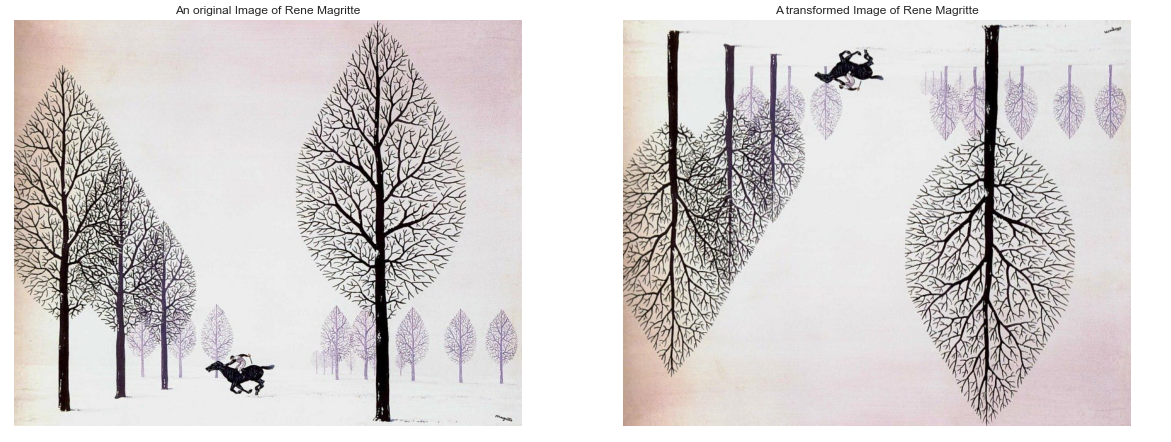 An original Image of Rene Magritte
A transformed Image of Rene Magritte